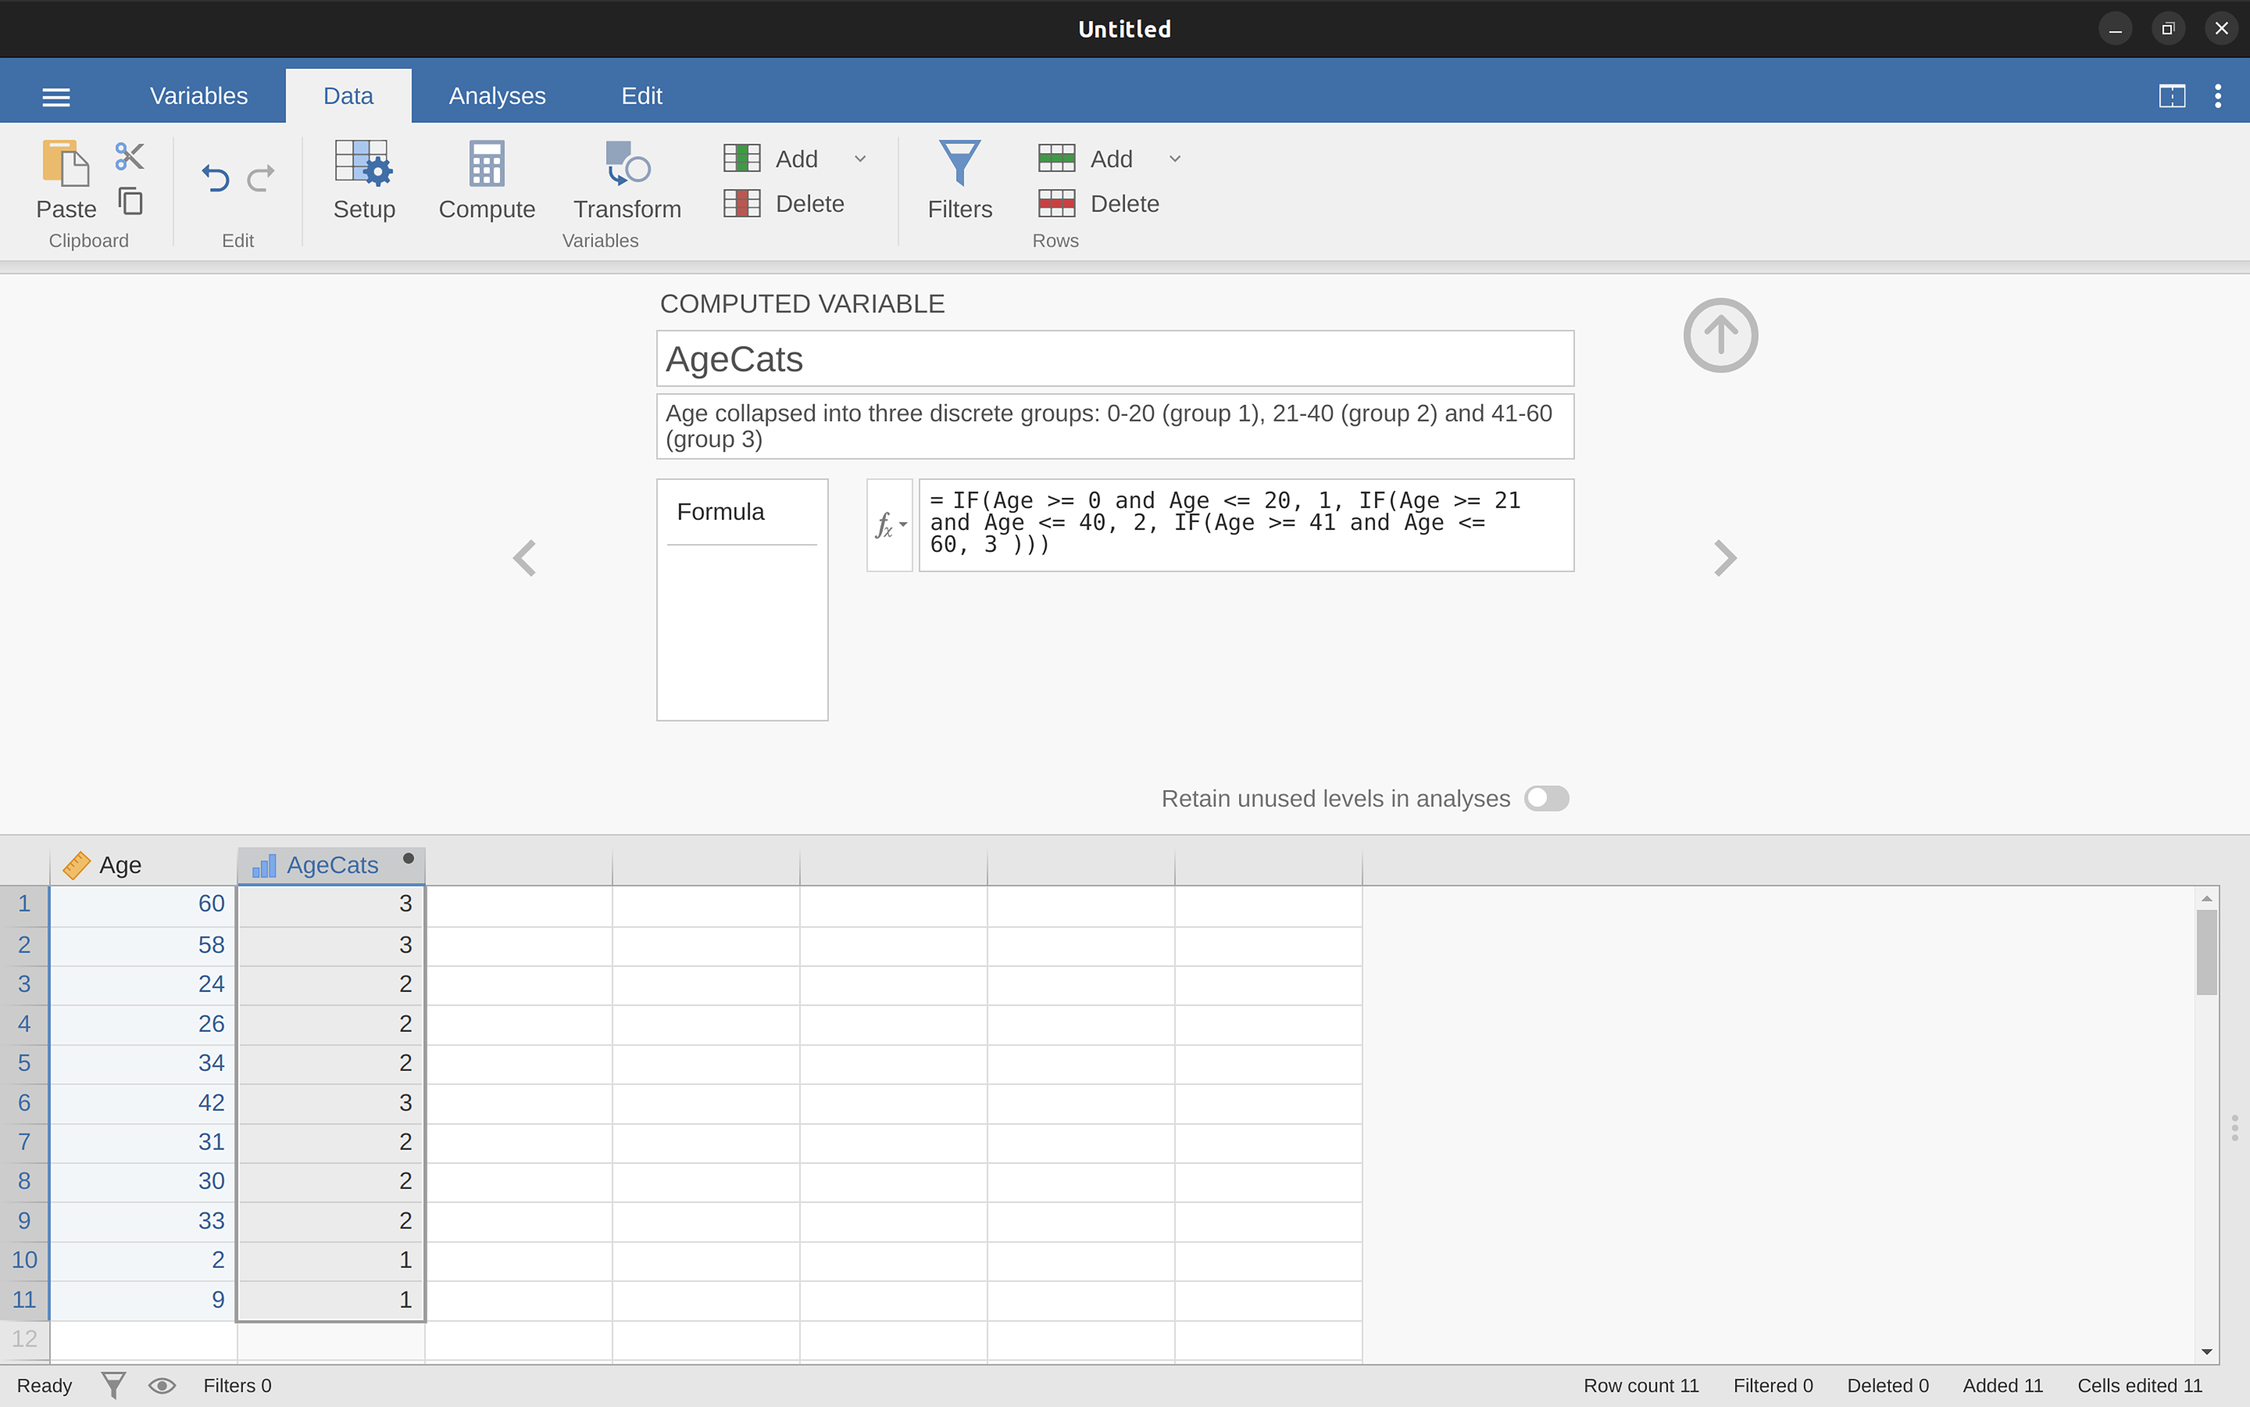 Untitled
Variables
Data
Analyses
Edit
Paste
Clipboard
Edit
Setup
Compute
Transform
Add
Delete
Variables
Filters
Add
Delete
Rows
COMPUTED VARIABLE
AgeCats
Age collapsed into three discrete groups: 0-20 (group 1), 21-40 (group 2) and 41-60
(group 3)
Formula
fx
= IF(Age >= 0 and Age <= 20, 1, IF(Age >= 21
and Age <= 40, 2, IF(Age >= 41 and Age <=
60, 3 )))
Retain unused levels in analyses
Age AgeCats
1 60 3
2 58 3
3 24 2
4 26 2
5 34 2
6 42 3
7 31 2
8 30 2
9 33 2
10 2 1
11 9 1
12
Ready Filters 0 Row count 11 Filtered 0 Deleted 0 Added 11 Cells edited 11